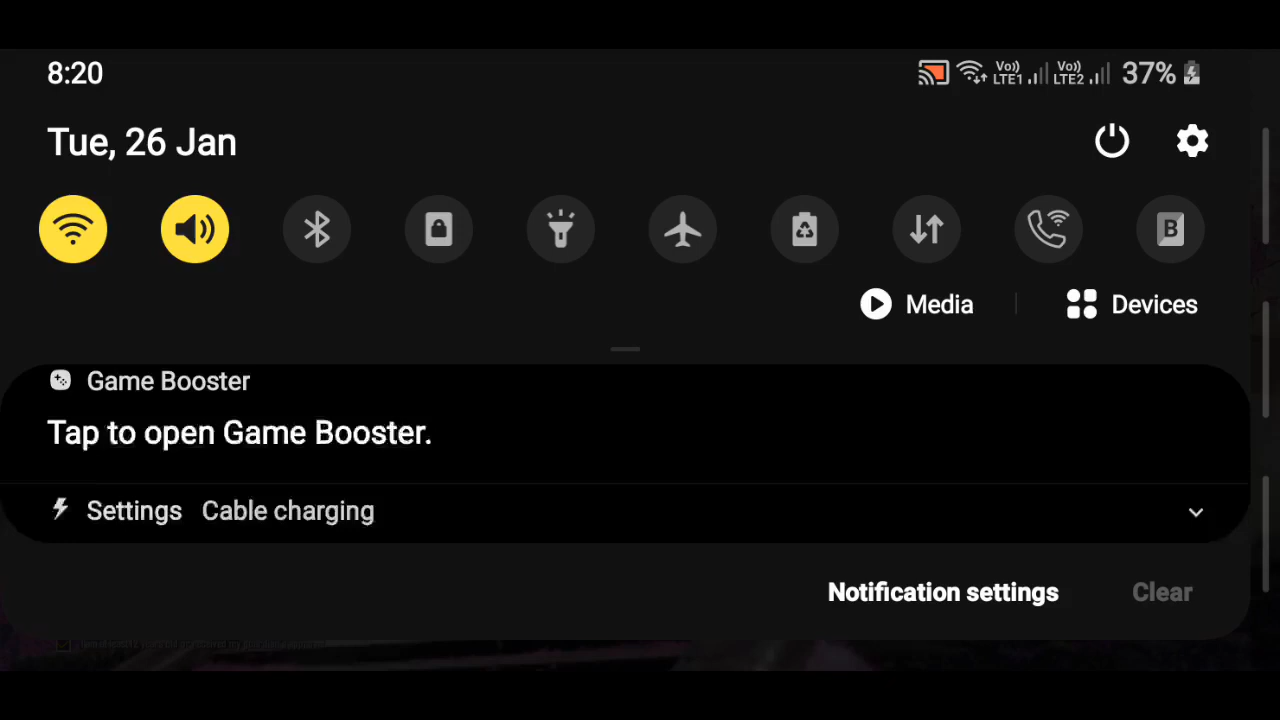 8:20
Vo) LTE1 Vo) LTE2 37%
Tue, 26 Jan
B
Media
Devices
Game Booster
Tap to open Game Booster.
Settings Cable charging
Notification settings Clear